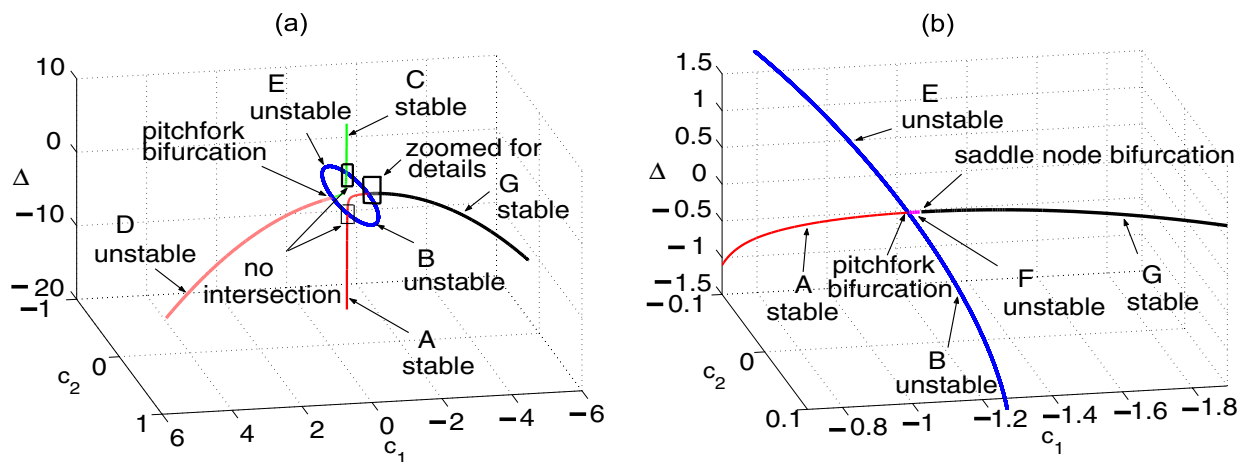 (a)
10
0
−10
−20
Δ
−1
0
1
c2
6
4
2
0
−2
−4
−6
c1
E
unstable
C
stable
pitchfork
bifurcation
zoomed for
details
G
stable
D
unstable
no
intersection
B
unstable
A
stable
(b)
1.5
1
0.5
0
−0.5
−1
−1.5
Δ
−0.1
0
0.1
c2
−0.8
−1
−1.2
−1.4
−1.6
−1.8
c1
E
unstable
saddle node bifurcation
A
stable
pitchfork
bifurcation
F
unstable
G
stable
B
unstable